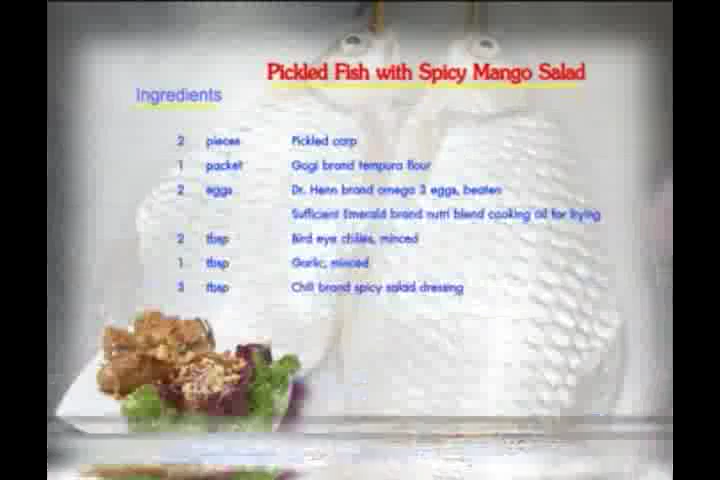 Pickled Fish with Spicy Mango Salad
Ingredients
2 pieces Pickled carp
1 packet Gogi brand tempura flour
2 eggs Dr. Henn brand omega 3 eggs, beaten
Sufficient Emerald brand nutri blend cooking oil for frying
2 tbsp Bird eye chilies, minced
1 tbsp Garlic, minced
3 tbsp Chill brand spicy salad dressing